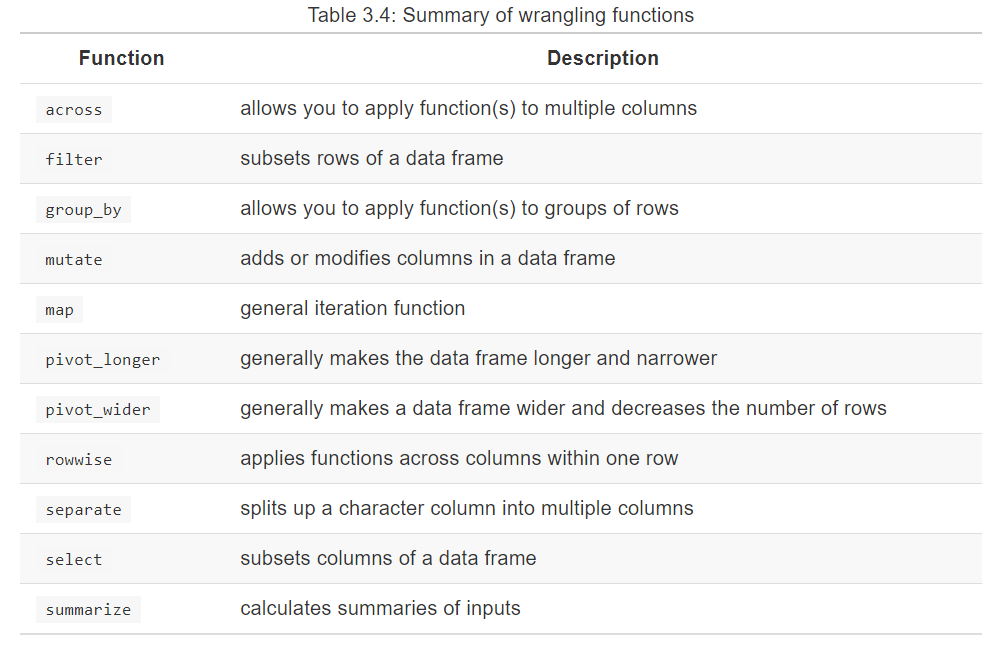 Table 3.4: Summary of wrangling functions
Function Description
across allows you to apply function(s) to multiple columns
filter subsets rows of a data frame
group_by allows you to apply function(s) to groups of rows
mutate adds or modifies columns in a data frame
map general iteration function
pivot_longer generally makes the data frame longer and narrower
pivot_wider generally makes a data frame wider and decreases the number of rows
rowwise applies functions across columns within one row
separate splits up a character column into multiple columns
select subsets columns of a data frame
summarize calculates summaries of inputs